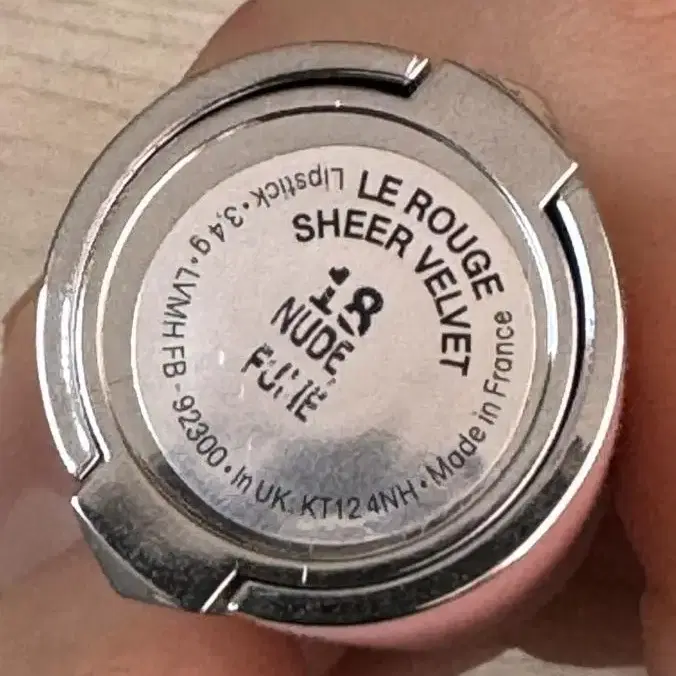 LE ROUGE
SHEER VELVET
18
NUDE
Lipstick • 3,4 g • LVMH FB - 92300 • In UK: KT12 4NH • Made in France